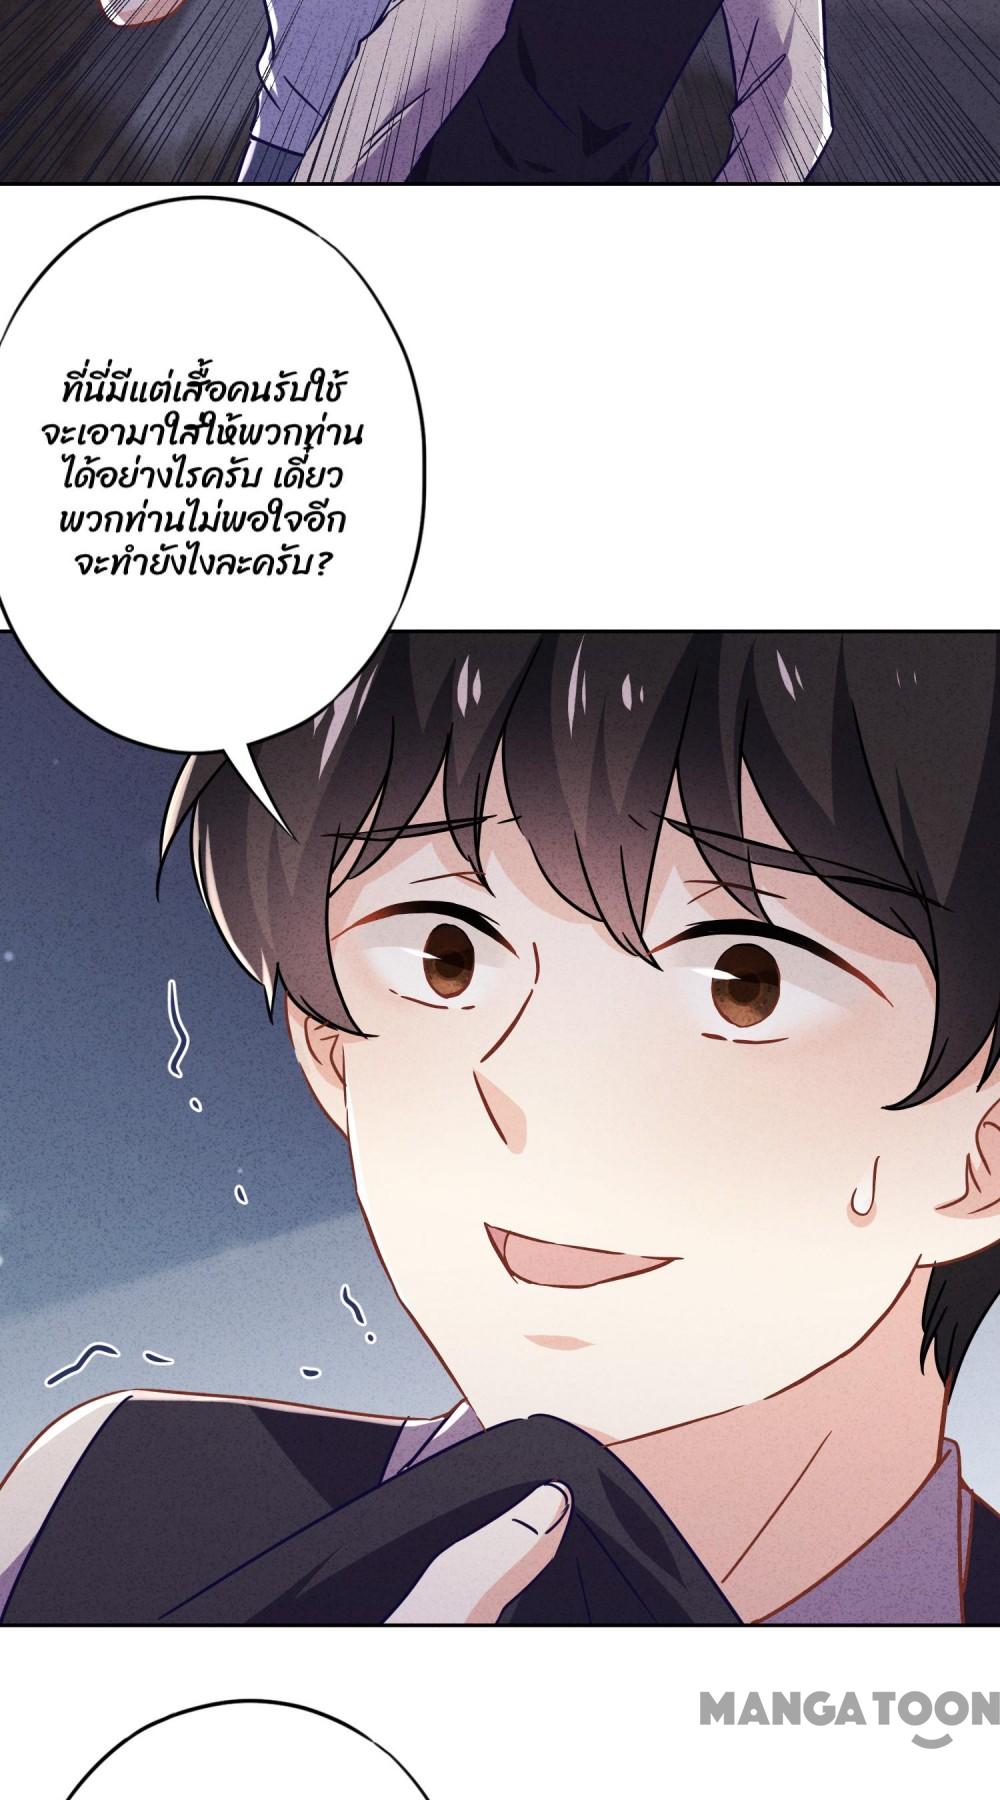 ที่นี่มีแต่เสื้อคนรับใช้
จะเอามาใส่ให้พวกท่าน
ได้อย่างไรครับ เดี๋ยว
พวกท่านไม่พอใจอีก
จะทำยังไงละครับ?
MANGATOON